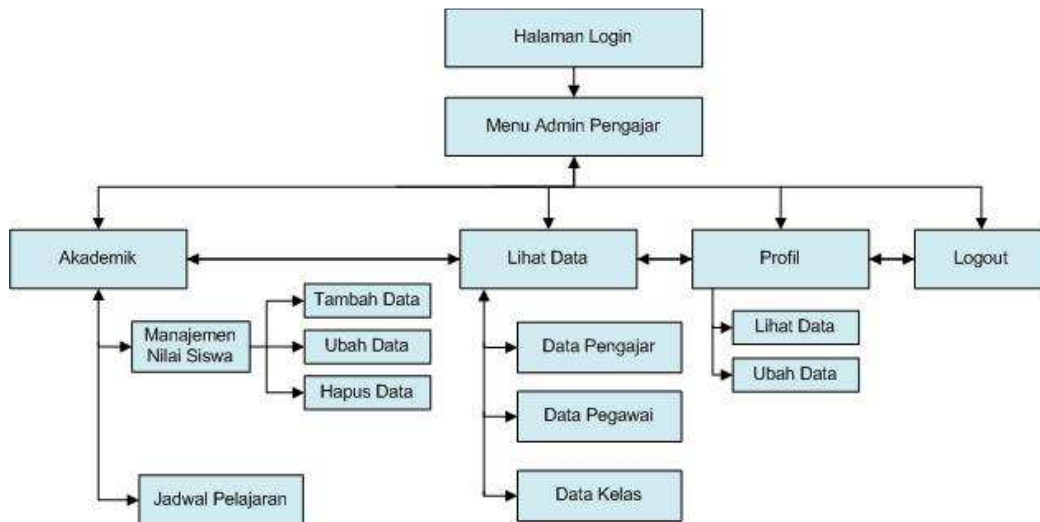 Halaman Login
Menu Admin Pengajar
Akademik
Lihat Data
Profil
Logout
Manajemen
Nilai Siswa
Tambah Data
Ubah Data
Hapus Data
Jadwal Pelajaran
Data Pengajar
Data Pegawai
Data Kelas
Lihat Data
Ubah Data